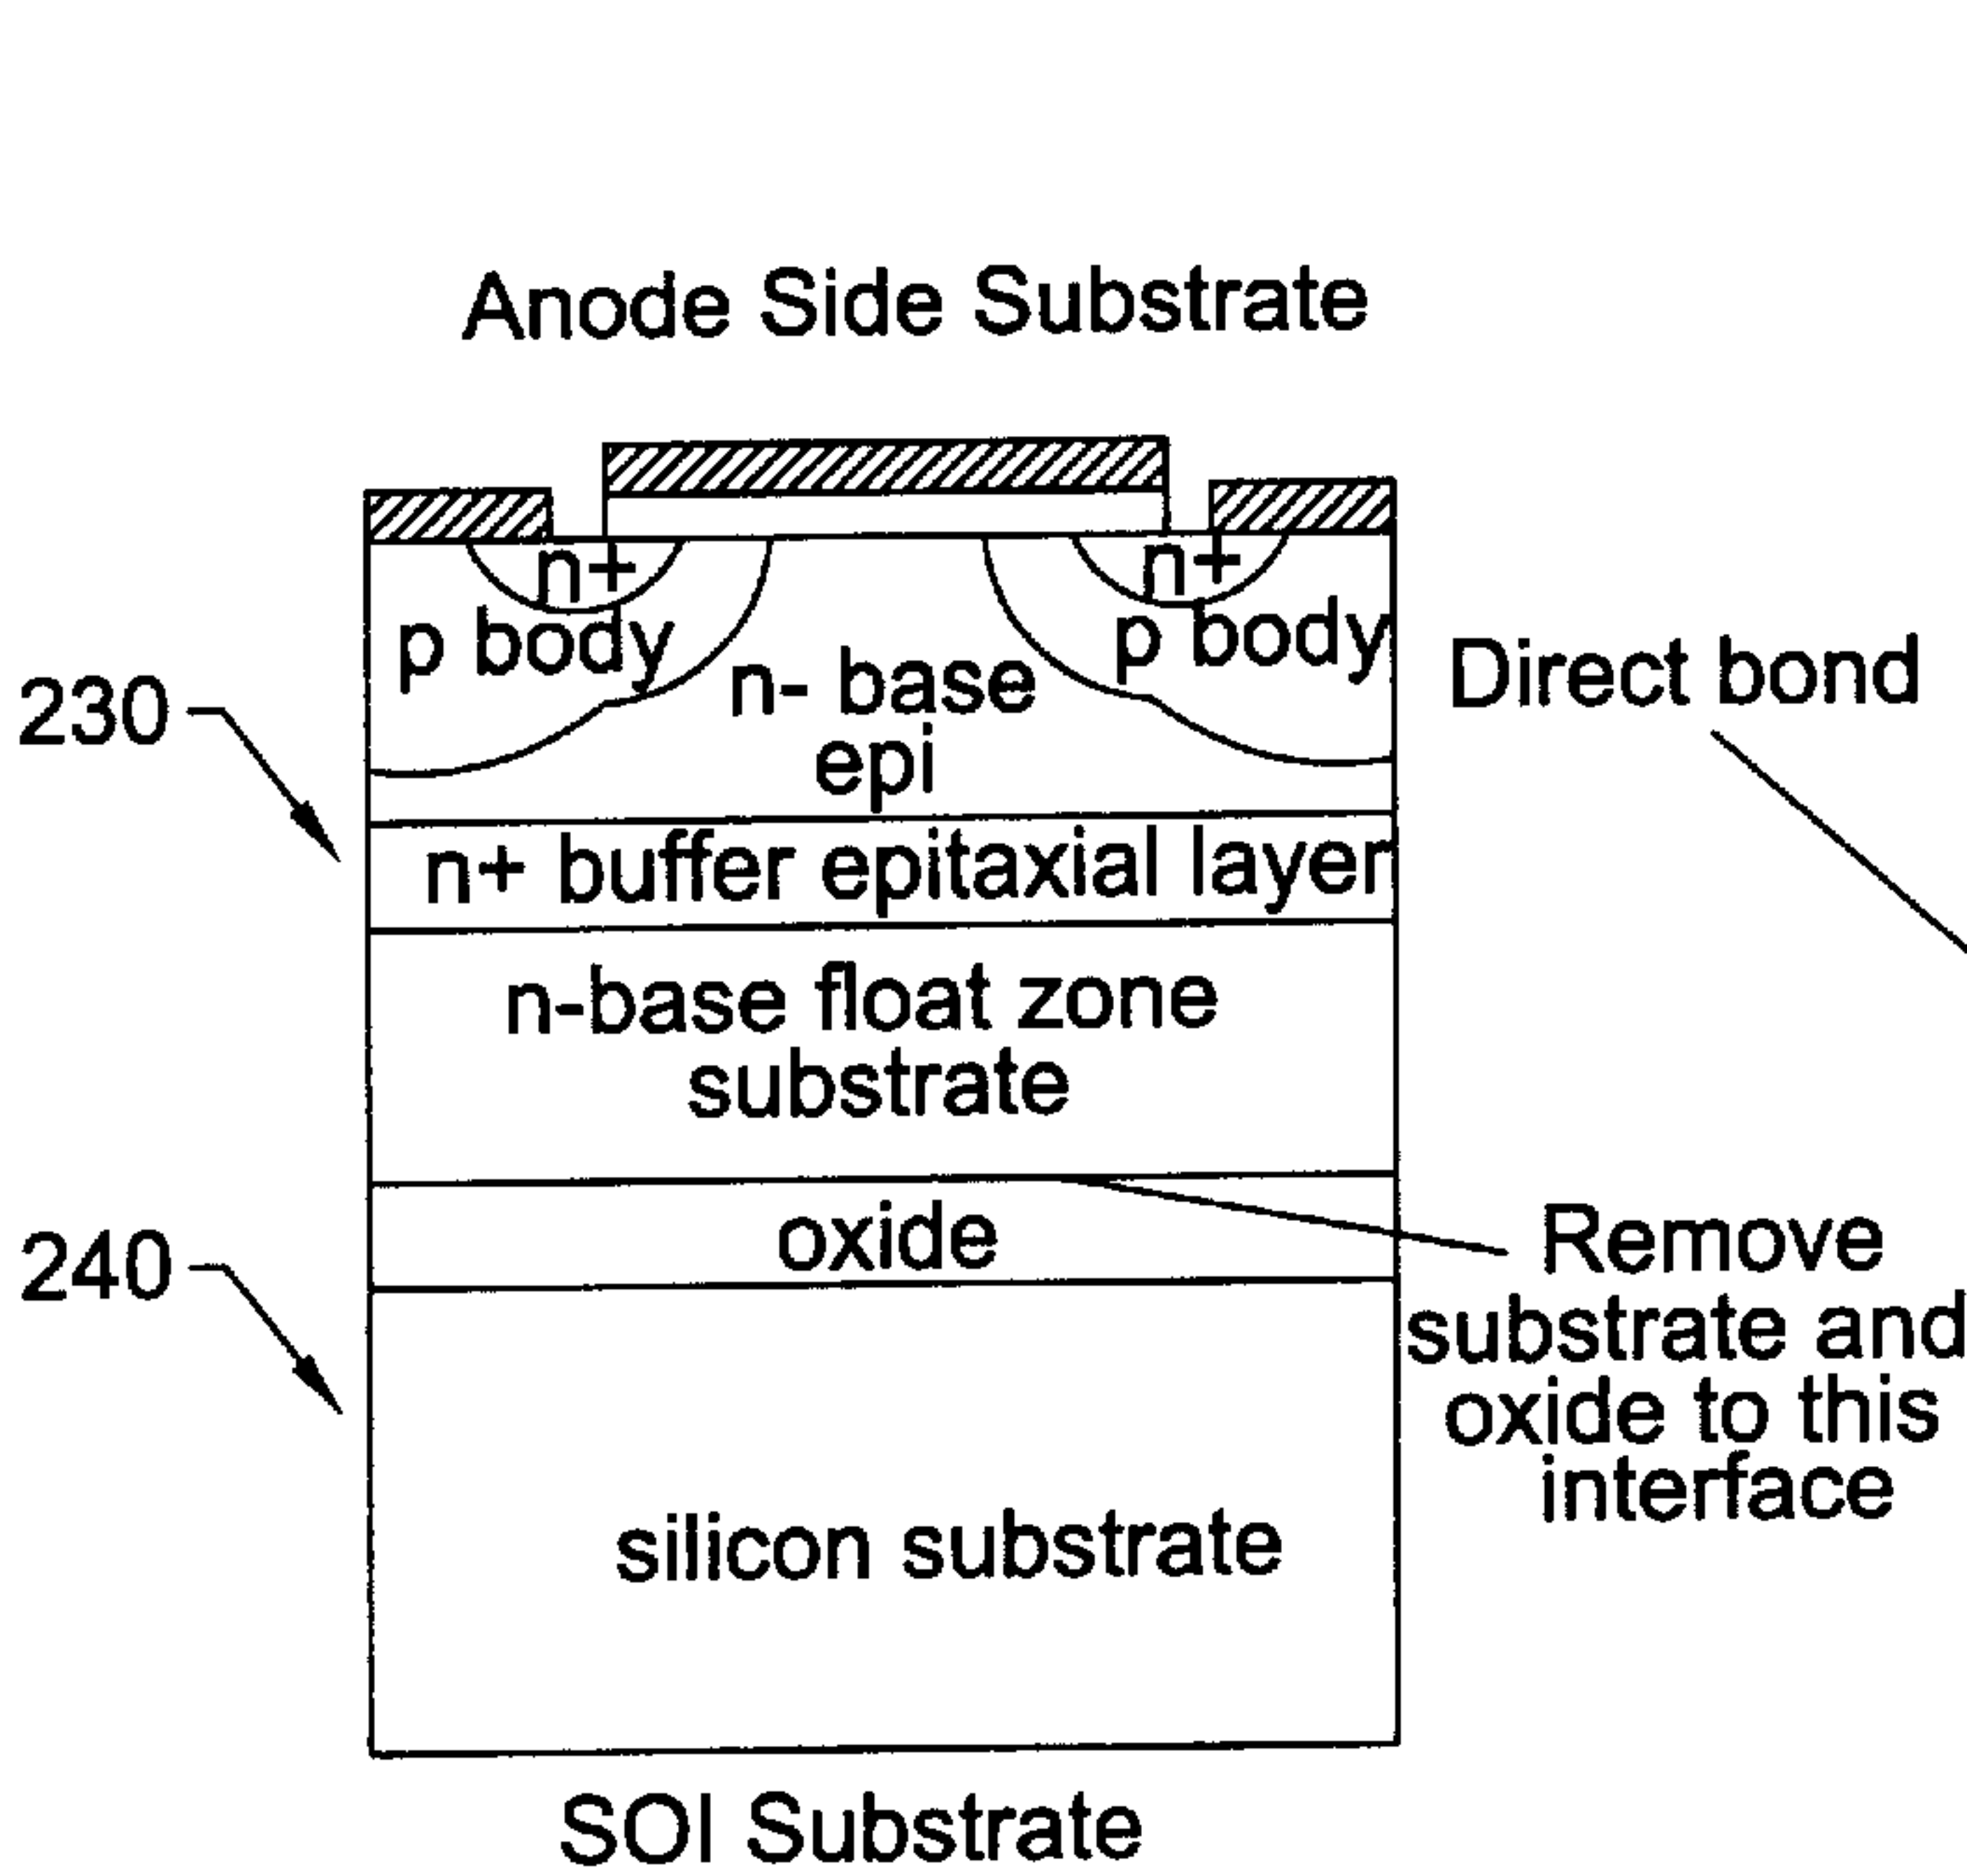 Anode Side Substrate
n+
n+
p body
p body
n- base
epi
Direct bond
230
n+ buffer epitaxial layer
n-base float zone
substrate
240
oxide
Remove
substrate and
oxide to this
interface
silicon substrate
SOI Substrate